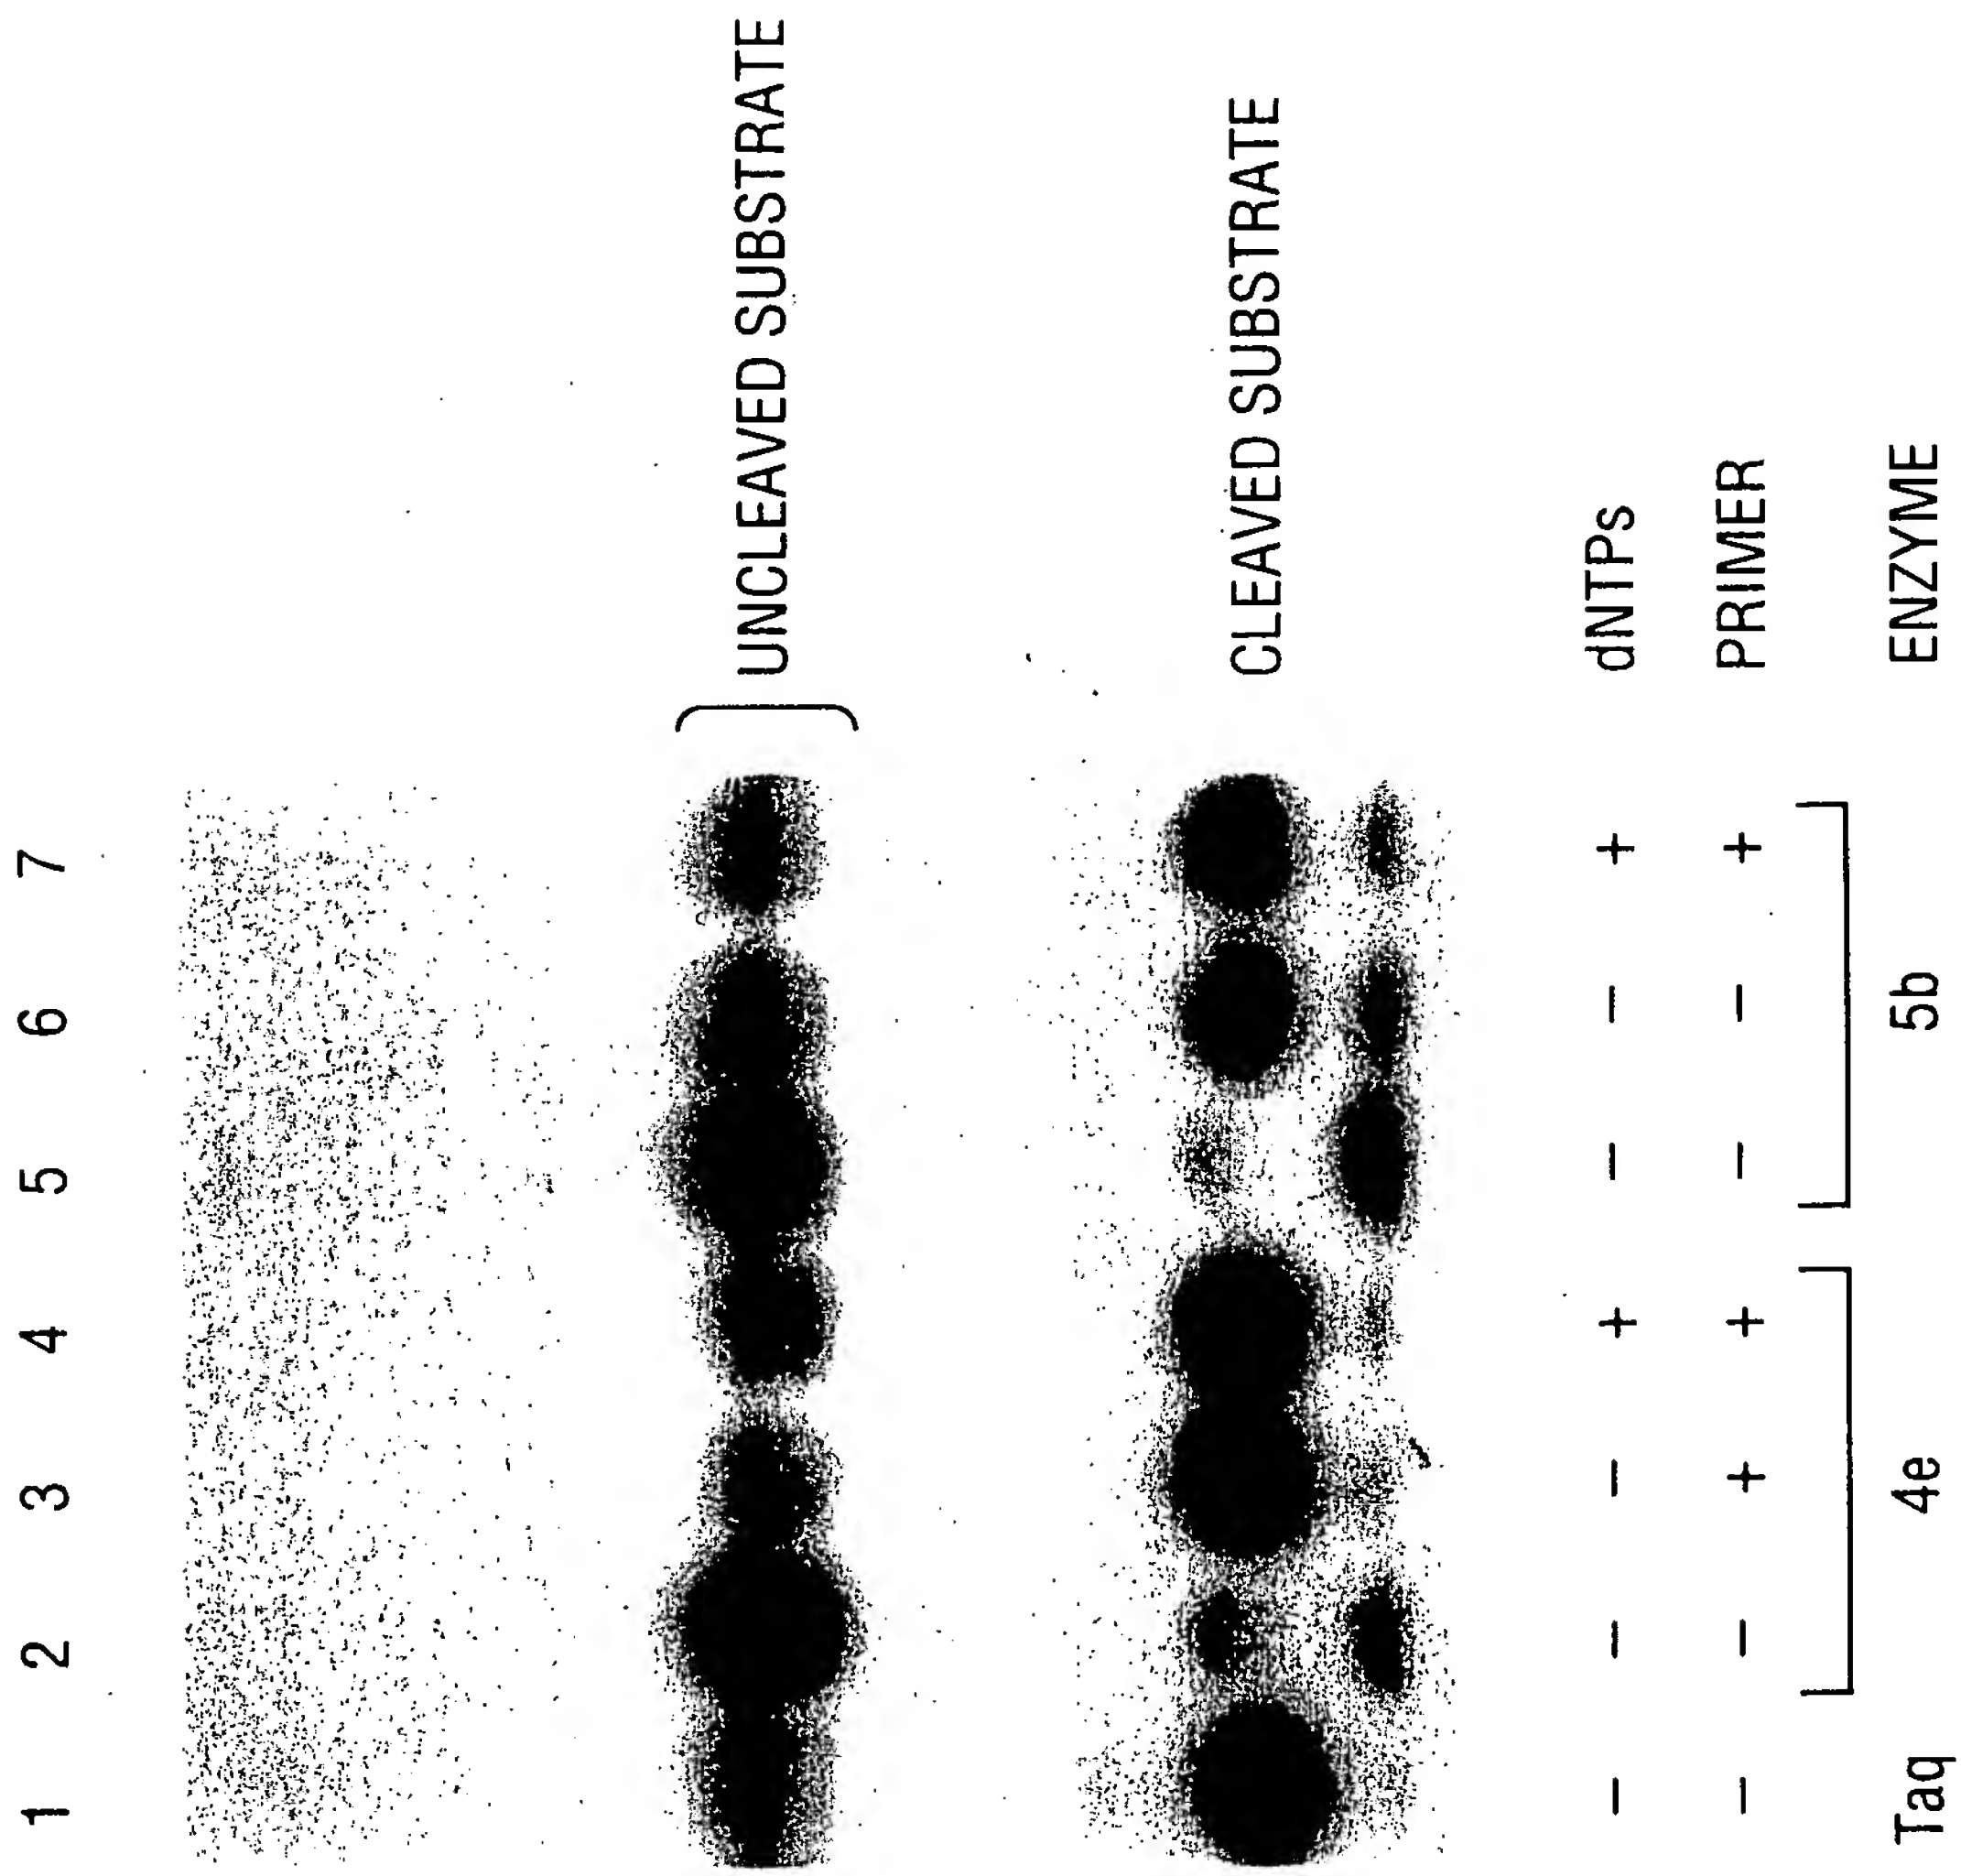 1 2 3 4 5 6 7
UNCLEAVED SUBSTRATE
CLEAVED SUBSTRATE
- - - + - - + dNTPs
- - + + - - + PRIMER
Taq 4e 5b ENZYME